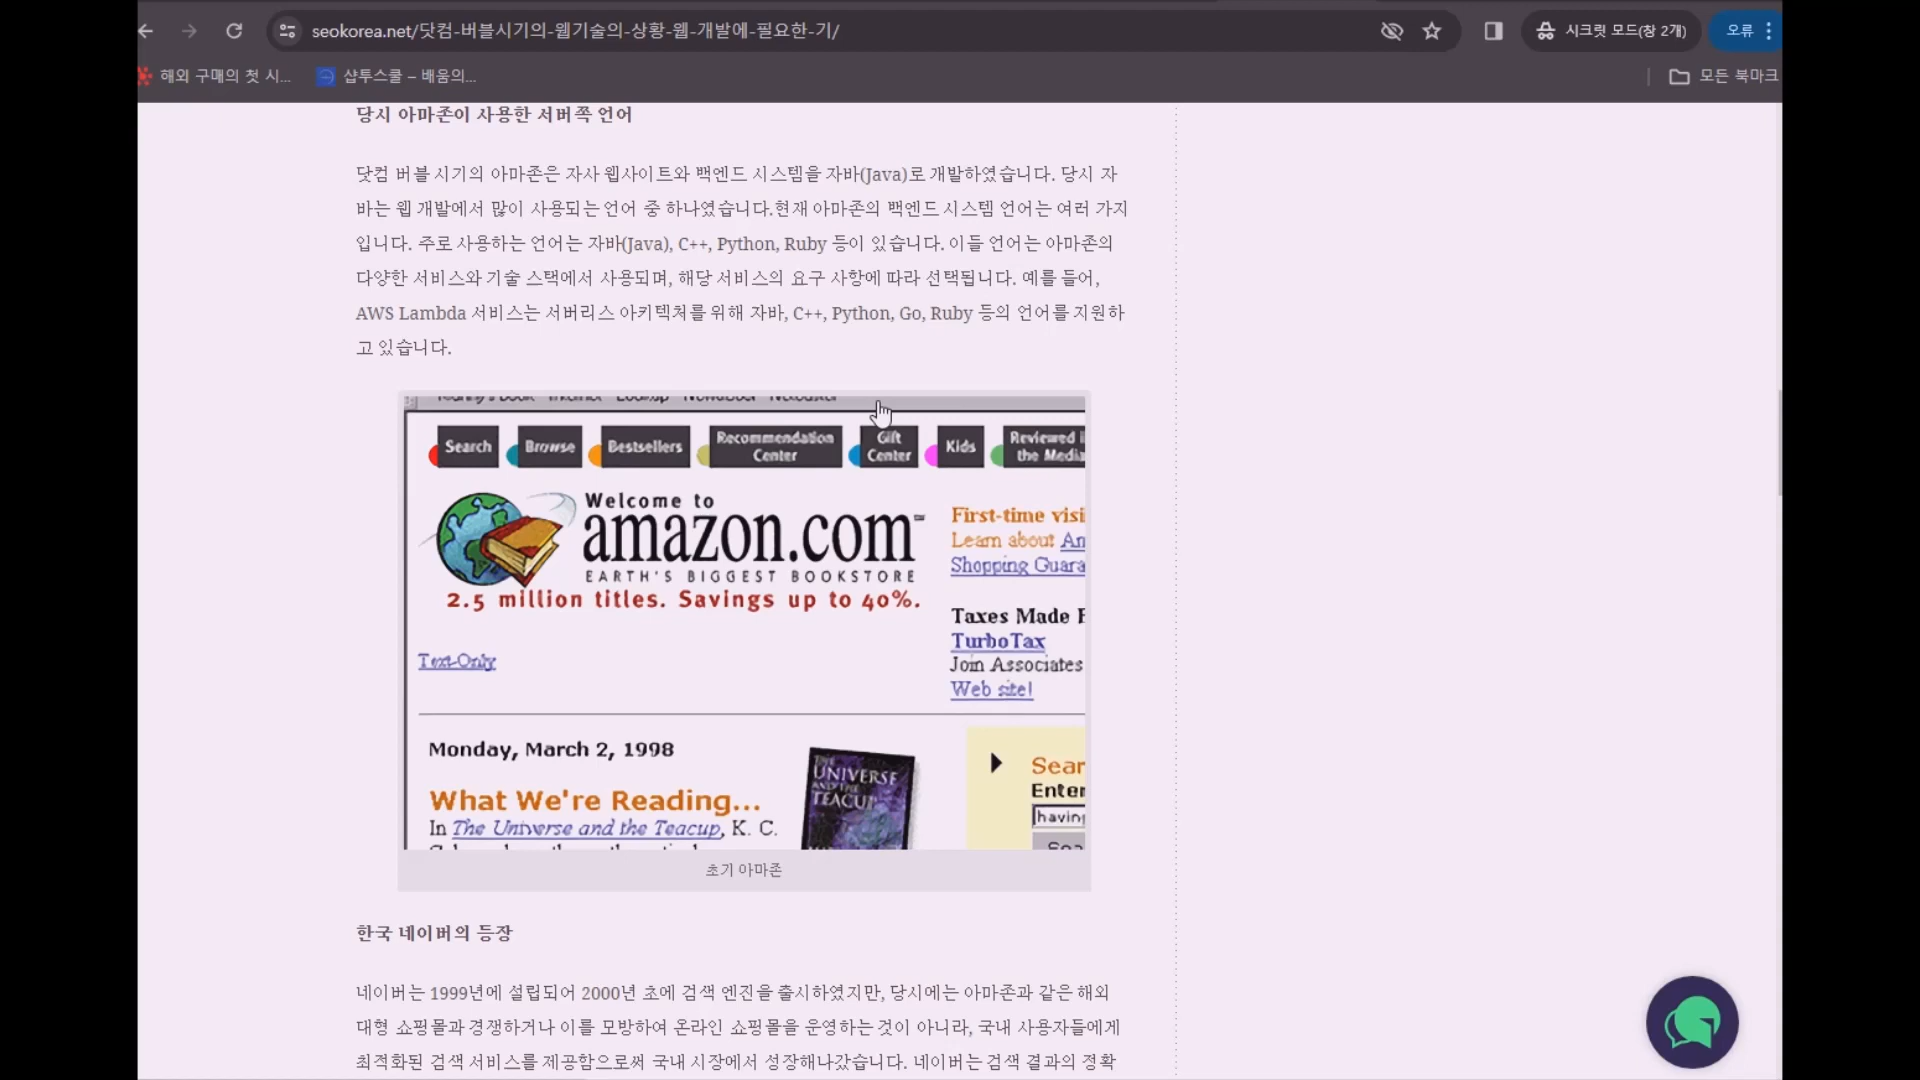 seokorea.net/닷컴-버블시기의-웹기술의-상황-웹-개발에-필요한-기/
시크릿 모드(창 2개)
오류
해외 구매의 첫 시...
샵투스쿨 – 배움의...
모든 북마크
당시 아마존이 사용한 서버쪽 언어
닷컴 버블 시기의 아마존은 자사 웹사이트와 백엔드 시스템을 자바(Java)로 개발하였습니다. 당시 자
바는 웹 개발에서 많이 사용되는 언어 중 하나였습니다.현재 아마존의 백엔드 시스템 언어는 여러 가지
입니다. 주로 사용하는 언어는 자바(Java), C++, Python, Ruby 등이 있습니다. 이들 언어는 아마존의
다양한 서비스와 기술 스택에서 사용되며, 해당 서비스의 요구 사항에 따라 선택됩니다. 예를 들어,
AWS Lambda 서비스는 서버리스 아키텍처를 위해 자바, C++, Python, Go, Ruby 등의 언어를 지원하
고 있습니다.
Search
Browse
Bestsellers
Recommendation
Center
Gift
Center
Kids
Reviewed i
the Media
Welcome to
amazon.com™
EARTH'S BIGGEST BOOKSTORE
2.5 million titles. Savings up to 40%.
First-time visi
Learn about An
Shopping Guara
Taxes Made E
TurboTax
Join Associates
Web site!
Text-Only
Monday, March 2, 1998
What We're Reading...
In The Universe and the Teacup, K. C.
THE
UNIVERSE
AND THE
TEACUP
Sear
Enter
having
초기 아마존
한국 네이버의 등장
네이버는 1999년에 설립되어 2000년 초에 검색 엔진을 출시하였지만, 당시에는 아마존과 같은 해외
대형 쇼핑몰과 경쟁하거나 이를 모방하여 온라인 쇼핑몰을 운영하는 것이 아니라, 국내 사용자들에게
최적화된 검색 서비스를 제공함으로써 국내 시장에서 성장해나갔습니다. 네이버는 검색 결과의 정확